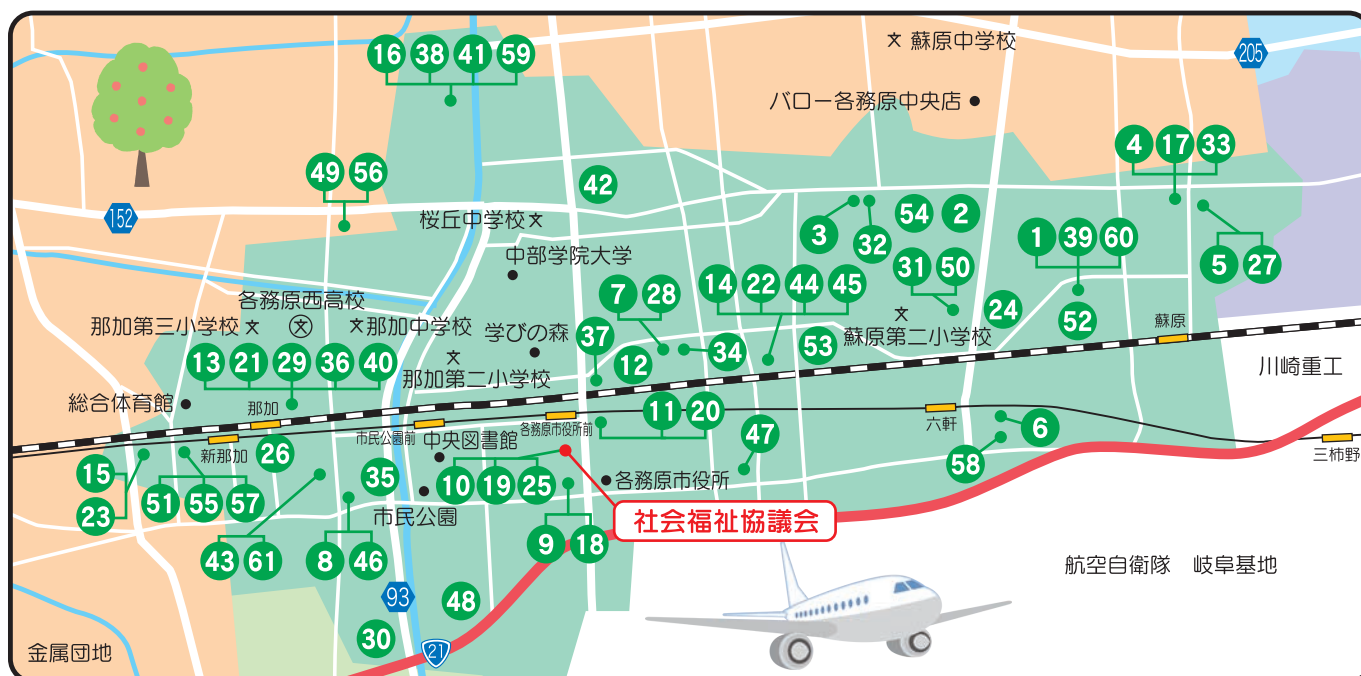 16 38 41 59
蘇原中学校
205
バロー各務原中央店
4 17 33
49 56
42
152
桜丘中学校
3
32
54
2
1 39 60
5 27
中部学院大学
31 50
7 28
14 22 44 45
24
52
各務原西高校
文
那加第三小学校
那加中学校
学びの森
37
12
34
53
蘇原第二小学校
蘇原
13 21 29 36 40
那加第二小学校
川崎重工
総合体育館
那加
市民公園前
中央図書館
各務原市役所前
11 20
六軒
6
新那加
26
47
58
三柿野
15
23
51 55 57
35
10 19 25
各務原市役所
市民公園
社会福祉協議会
43 61
8 46
9 18
航空自衛隊 岐阜基地
93
48
30
21
金属団地